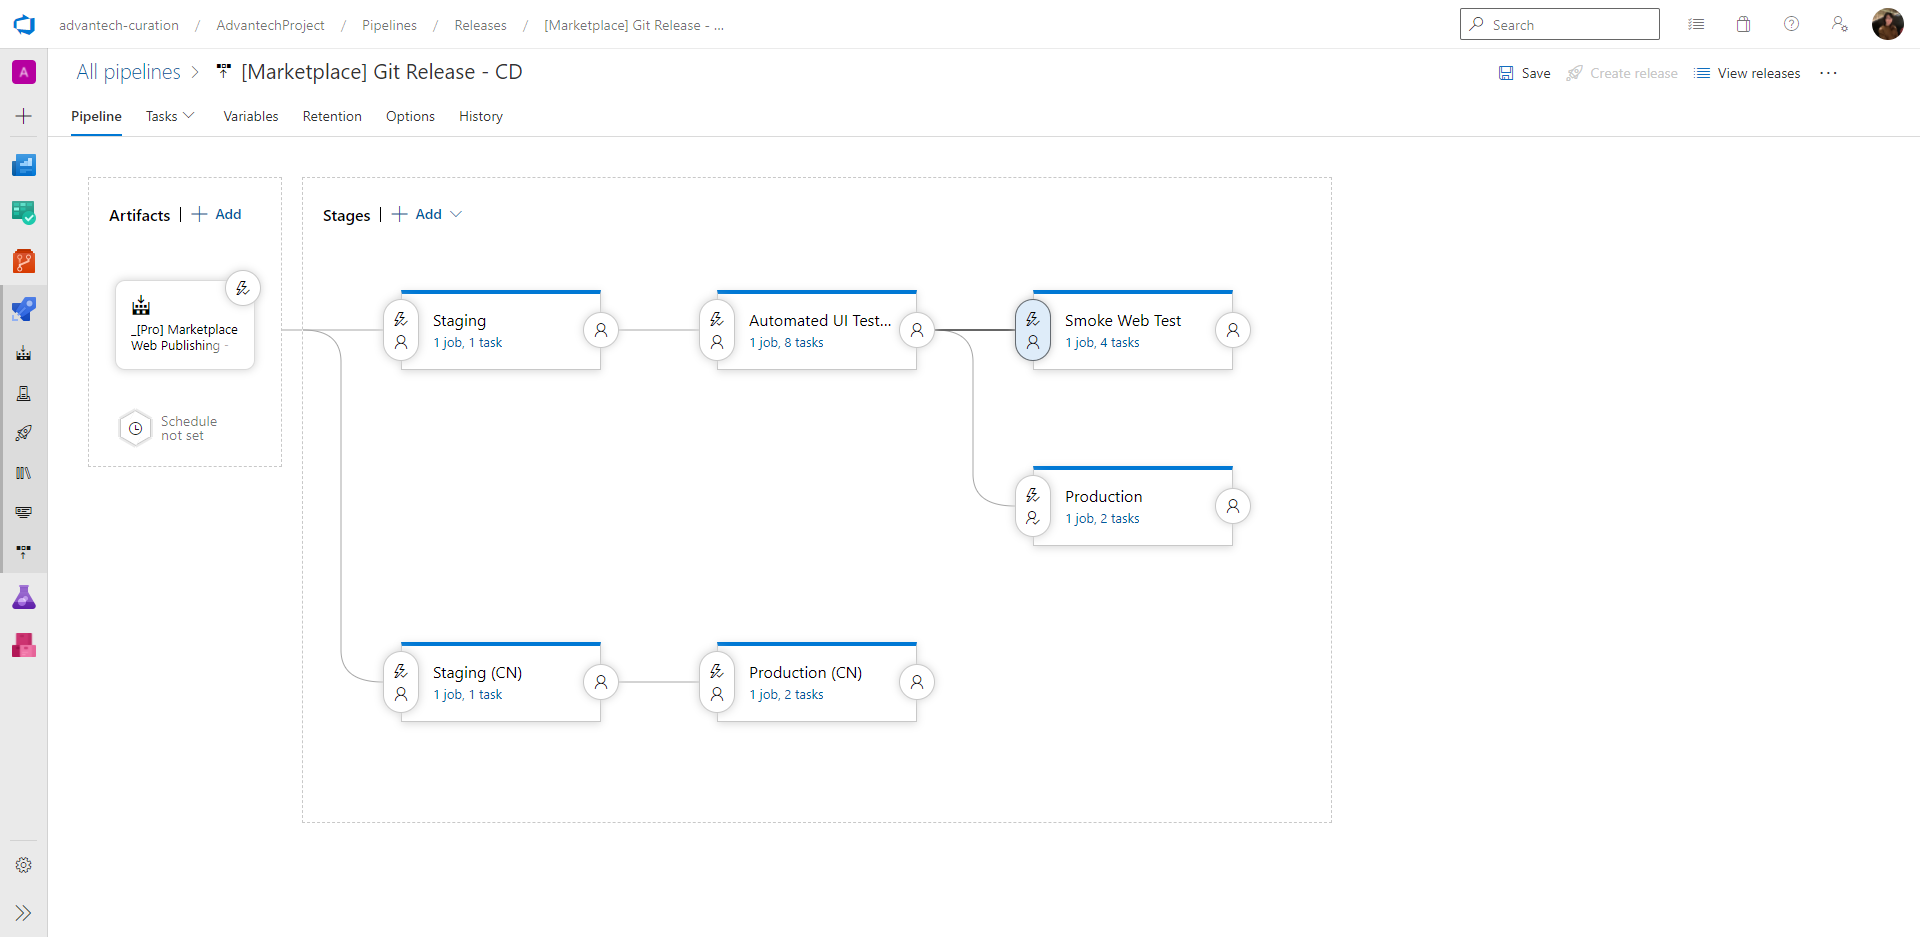 advantech-curation / AdvantechProject / Pipelines / Releases / [Marketplace] Git Release - ...
Search
A
All pipelines > [Marketplace] Git Release - CD
Save Create release View releases ...
Pipeline Tasks Variables Retention Options History
Artifacts | + Add
Stages | + Add
_[Pro] Marketplace
Web Publishing -
Schedule
not set
Staging
1 job, 1 task
Automated UI Test...
1 job, 8 tasks
Smoke Web Test
1 job, 4 tasks
Production
1 job, 2 tasks
Staging (CN)
1 job, 1 task
Production (CN)
1 job, 2 tasks